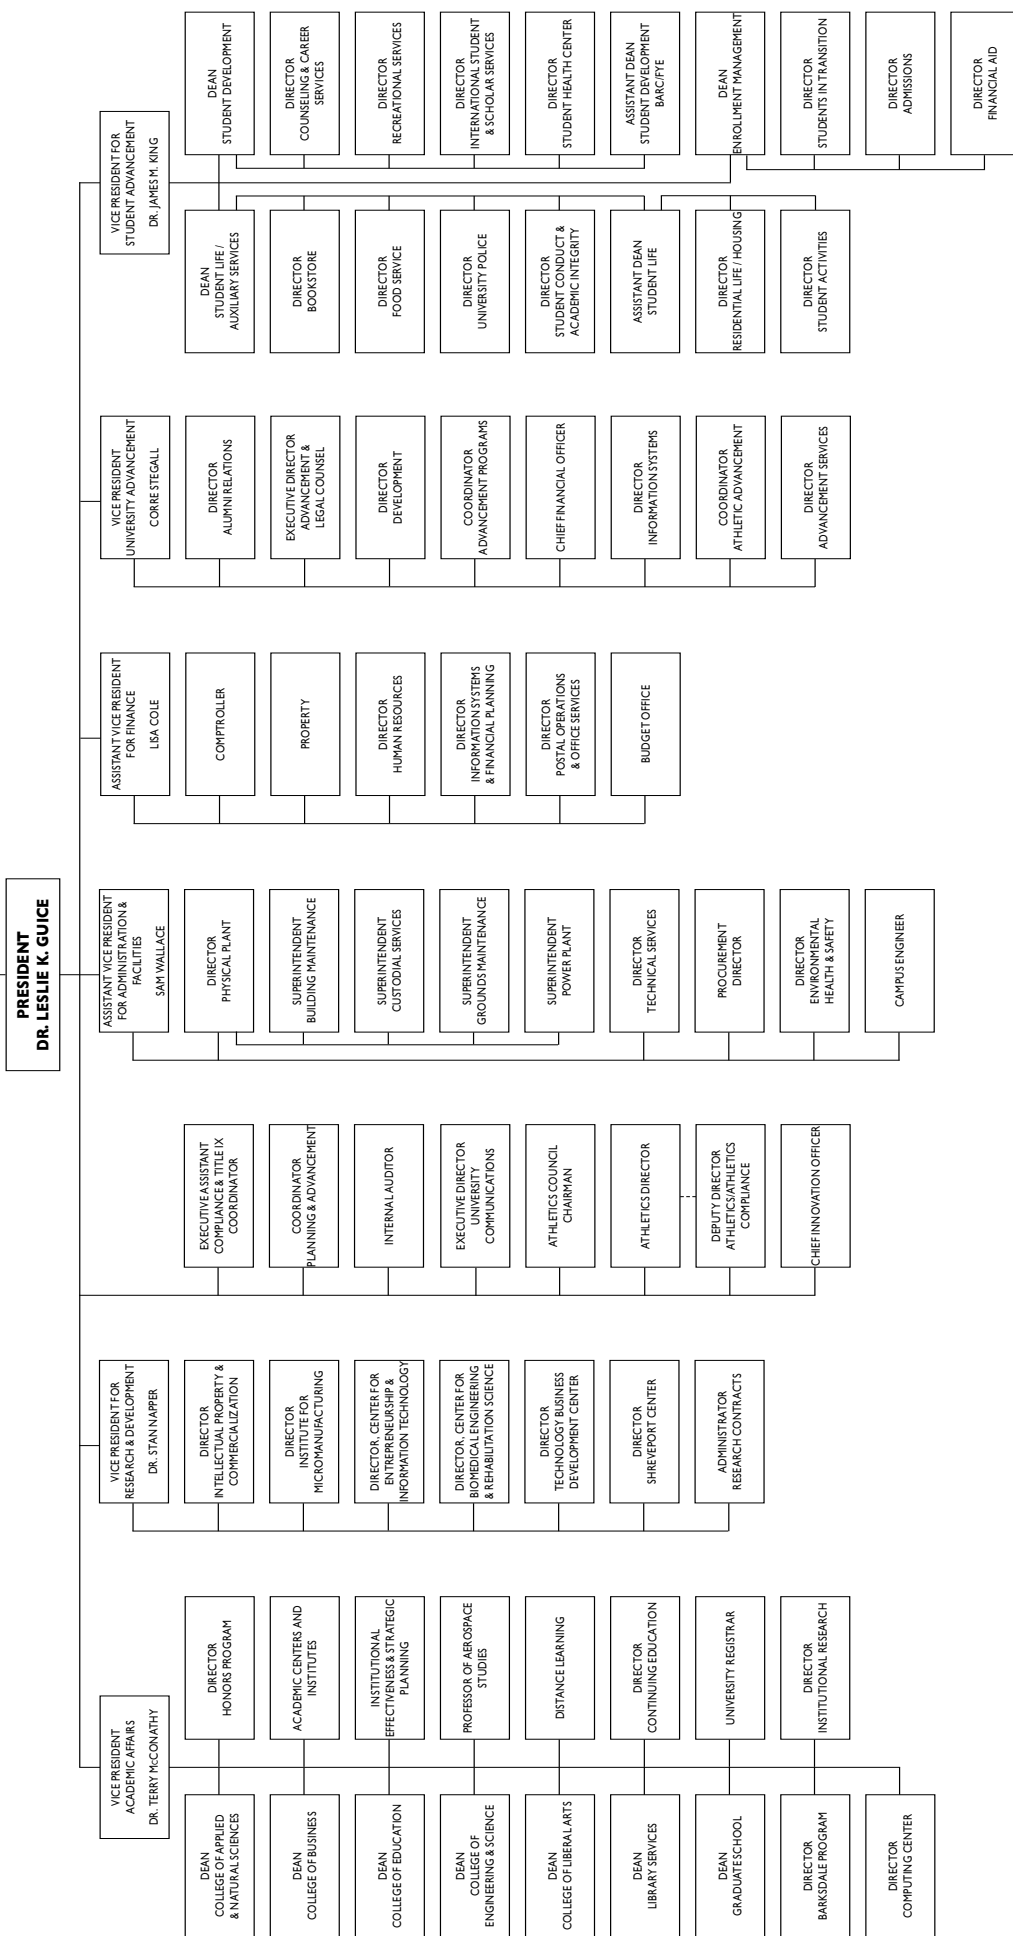 PRESIDENT
DR. LESLIE K. GUICE
VICE PRESIDENT
ACADEMIC AFFAIRS
DR. TERRY McCONATHY
DEAN
COLLEGE OF APPLIED
& NATURAL SCIENCES
DEAN
COLLEGE OF BUSINESS
DEAN
COLLEGE OF EDUCATION
DEAN
COLLEGE OF
ENGINEERING & SCIENCE
DEAN
COLLEGE OF LIBERAL ARTS
DEAN
LIBRARY SERVICES
DEAN
GRADUATE SCHOOL
DIRECTOR
BARKSDALE PROGRAM
DIRECTOR
COMPUTING CENTER
DIRECTOR
HONORS PROGRAM
ACADEMIC CENTERS AND
INSTITUTES
INSTITUTIONAL
EFFECTIVENESS & STRATEGIC
PLANNING
PROFESSOR OF AEROSPACE
STUDIES
DISTANCE LEARNING
DIRECTOR
CONTINUING EDUCATION
UNIVERSITY REGISTRAR
DIRECTOR
INSTITUTIONAL RESEARCH
VICE PRESIDENT FOR
RESEARCH & DEVELOPMENT
DR. STAN NAPPER
DIRECTOR
INTELLECTUAL PROPERTY &
COMMERCIALIZATION
DIRECTOR
INSTITUTE FOR
MICROMANUFACTURING
DIRECTOR, CENTER FOR
ENTREPRENEURSHIP &
INFORMATION TECHNOLOGY
DIRECTOR, CENTER FOR
BIOMEDICAL ENGINEERING
& REHABILITATION SCIENCE
DIRECTOR
TECHNOLOGY BUSINESS
DEVELOPMENT CENTER
DIRECTOR
SHREVEPORT CENTER
ADMINISTRATOR
RESEARCH CONTRACTS
EXECUTIVE ASSISTANT
COMPLIANCE & TITLE IX
COORDINATOR
COORDINATOR
PLANNING & ADVANCEMENT
INTERNAL AUDITOR
EXECUTIVE DIRECTOR
UNIVERSITY
COMMUNICATIONS
ATHLETICS COUNCIL
CHAIRMAN
ATHLETICS DIRECTOR
DEPUTY DIRECTOR
ATHLETICS/ATHLETICS
COMPLIANCE
CHIEF INNOVATION OFFICER
ASSISTANT VICE PRESIDENT
FOR ADMINISTRATION &
FACILITIES
SAM WALLACE
DIRECTOR
PHYSICAL PLANT
SUPERINTENDENT
BUILDING MAINTENANCE
SUPERINTENDENT
CUSTODIAL SERVICES
SUPERINTENDENT
GROUNDS MAINTENANCE
SUPERINTENDENT
POWER PLANT
DIRECTOR
TECHNICAL SERVICES
PROCUREMENT
DIRECTOR
DIRECTOR
ENVIRONMENTAL
HEALTH & SAFETY
CAMPUS ENGINEER
ASSISTANT VICE PRESIDENT
FOR FINANCE
LISA COLE
COMPTROLLER
PROPERTY
DIRECTOR
HUMAN RESOURCES
DIRECTOR
INFORMATION SYSTEMS
& FINANCIAL PLANNING
DIRECTOR
POSTAL OPERATIONS
& OFFICE SERVICES
BUDGET OFFICE
VICE PRESIDENT
UNIVERSITY ADVANCEMENT
CORRE STEGALL
DIRECTOR
ALUMNI RELATIONS
EXECUTIVE DIRECTOR
ADVANCEMENT &
LEGAL COUNSEL
DIRECTOR
DEVELOPMENT
COORDINATOR
ADVANCEMENT PROGRAMS
CHIEF FINANCIAL OFFICER
DIRECTOR
INFORMATION SYSTEMS
COORDINATOR
ATHLETIC ADVANCEMENT
DIRECTOR
ADVANCEMENT SERVICES
VICE PRESIDENT FOR
STUDENT ADVANCEMENT
DR. JAMES M. KING
DEAN
STUDENT LIFE /
AUXILIARY SERVICES
DIRECTOR
BOOKSTORE
DIRECTOR
FOOD SERVICE
DIRECTOR
UNIVERSITY POLICE
DIRECTOR
STUDENT CONDUCT &
ACADEMIC INTEGRITY
ASSISTANT DEAN
STUDENT LIFE
DIRECTOR
RESIDENTIAL LIFE / HOUSING
DIRECTOR
STUDENT ACTIVITIES
DEAN
STUDENT DEVELOPMENT
DIRECTOR
COUNSELING & CAREER
SERVICES
DIRECTOR
RECREATIONAL SERVICES
DIRECTOR
INTERNATIONAL STUDENT
& SCHOLAR SERVICES
DIRECTOR
STUDENT HEALTH CENTER
ASSISTANT DEAN
STUDENT DEVELOPMENT
BARC/FYE
DEAN
ENROLLMENT MANAGEMENT
DIRECTOR
STUDENTS IN TRANSITION
DIRECTOR
ADMISSIONS
DIRECTOR
FINANCIAL AID